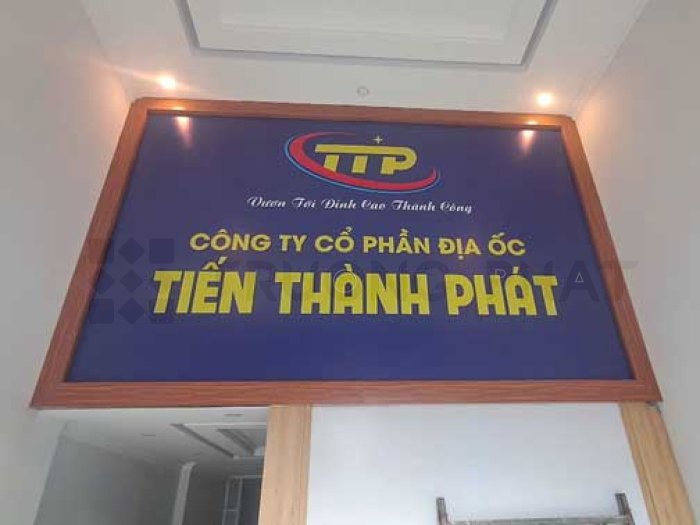 TTP
Vươn Tới Đỉnh Cao Thành Công
CÔNG TY CỔ PHẦN ĐỊA ỐC
TIẾN THÀNH PHÁT